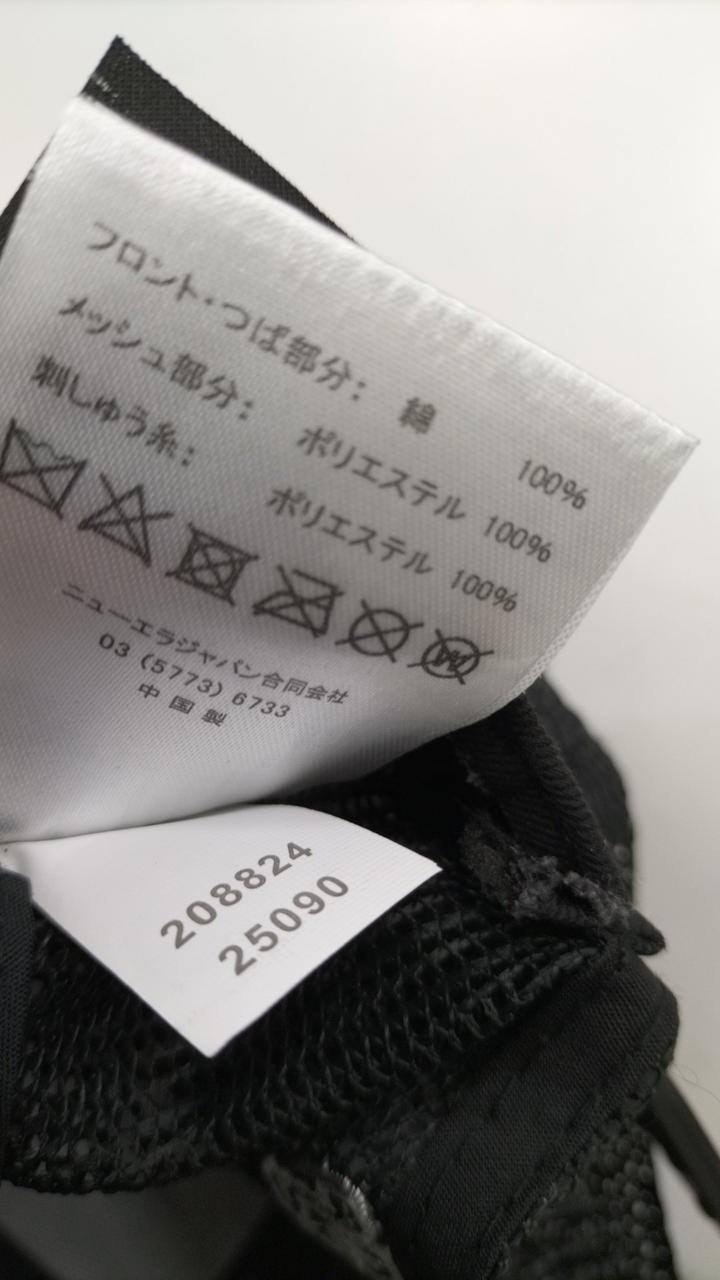 フロント・つば部分: 綿 100%
メッシュ部分: ポリエステル 100%
刺しゅう糸: ポリエステル 100%
W
ニューエラジャパン合同会社
03 (5773) 6733
中国製
208824
25090